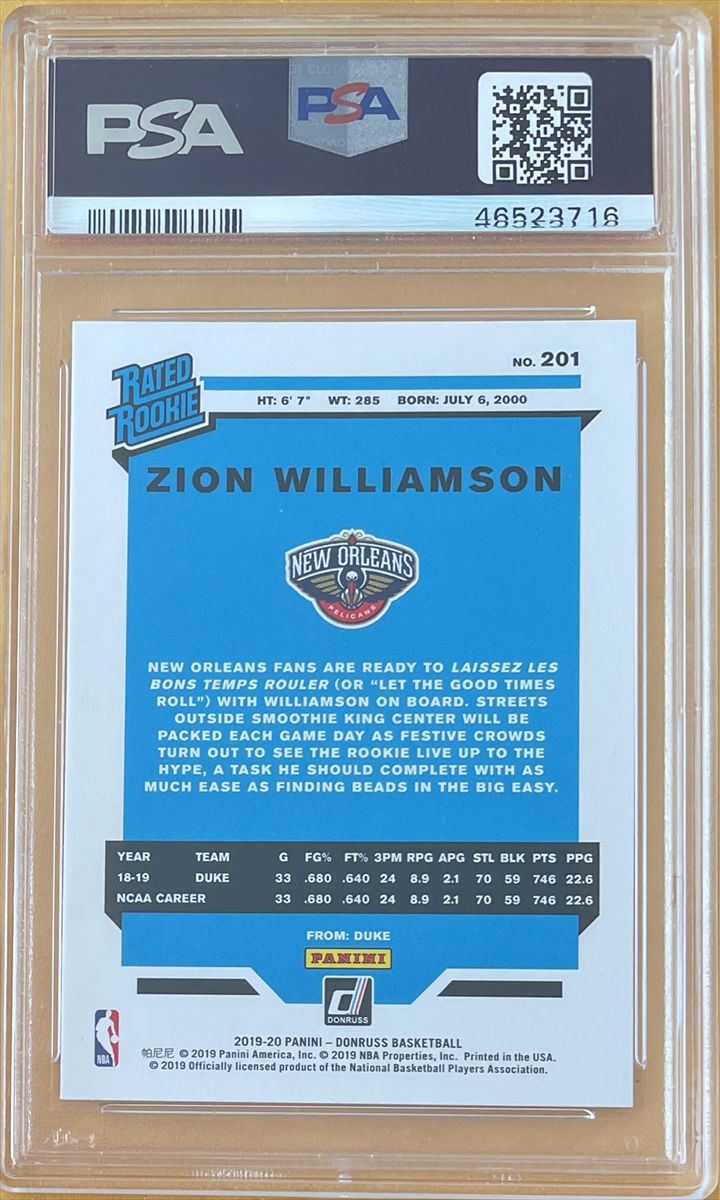 PSA
PSA
46523716
NO. 201
RATED
ROOKIE
HT: 6' 7" WT: 285 BORN: JULY 6, 2000
ZION WILLIAMSON
NEW ORLEANS
PELICANS
NEW ORLEANS FANS ARE READY TO LAISSEZ LES
BONS TEMPS ROULER (OR “LET THE GOOD TIMES
ROLL”) WITH WILLIAMSON ON BOARD. STREETS
OUTSIDE SMOOTHIE KING CENTER WILL BE
PACKED EACH GAME DAY AS FESTIVE CROWDS
TURN OUT TO SEE THE ROOKIE LIVE UP TO THE
HYPE, A TASK HE SHOULD COMPLETE WITH AS
MUCH EASE AS FINDING BEADS IN THE BIG EASY.
YEAR TEAM G FG% FT% 3PM RPG APG STL BLK PTS PPG
18-19 DUKE 33 .680 .640 24 8.9 2.1 70 59 746 22.6
NCAA CAREER 33 .680 .640 24 8.9 2.1 70 59 746 22.6
FROM: DUKE
PANINI
d
DONRUSS
NBA
2019-20 PANINI – DONRUSS BASKETBALL
帕尼尼 © 2019 Panini America, Inc. © 2019 NBA Properties, Inc. Printed in the USA.
© 2019 Officially licensed product of the National Basketball Players Association.